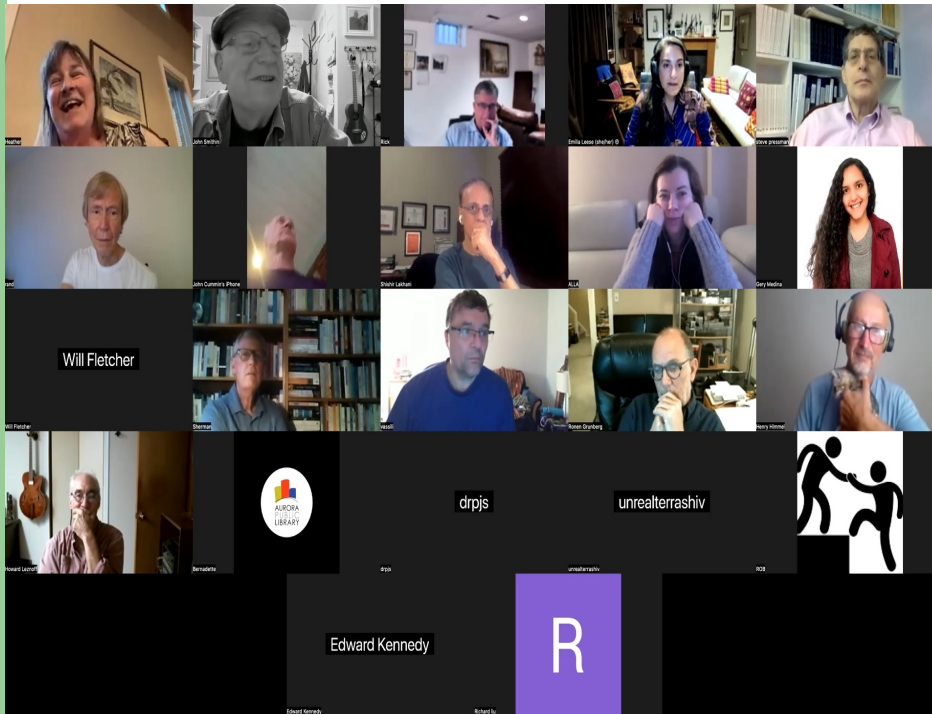 Heather
John Smithin
Rick
Emilia Leese (she/her)
steve pressman
rand
John Cummin's iPhone
Shishir Lakhani
ALLA
Gery Medina
Will Fletcher
Will Fletcher
Sherman
vassili
Ronen Grunberg
Henry Himmel
AURORA
PUBLIC
LIBRARY
drpjs
unrealterrashiv
Howard Leznoff
Bernadette
drpjs
unrealterrashiv
ROB
Edward Kennedy
R
Edward Kennedy
Richard liu